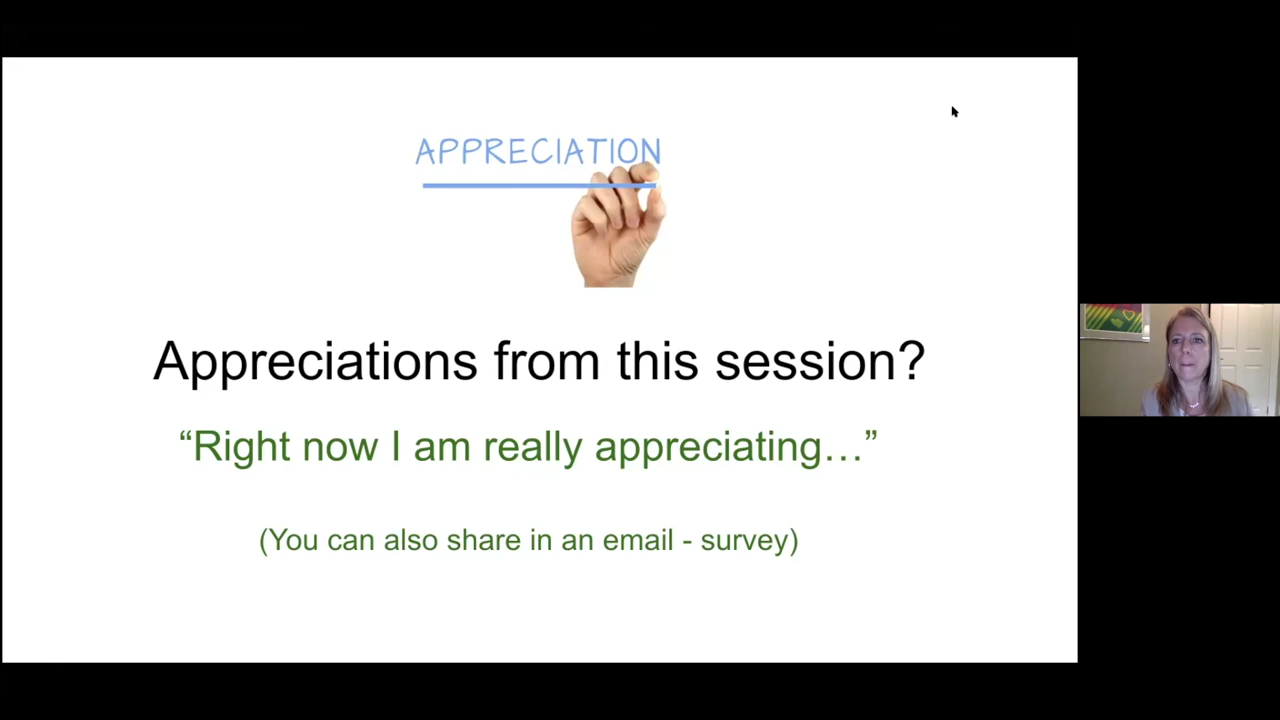 APPRECIATION
Appreciations from this session?
“Right now I am really appreciating…”
(You can also share in an email - survey)